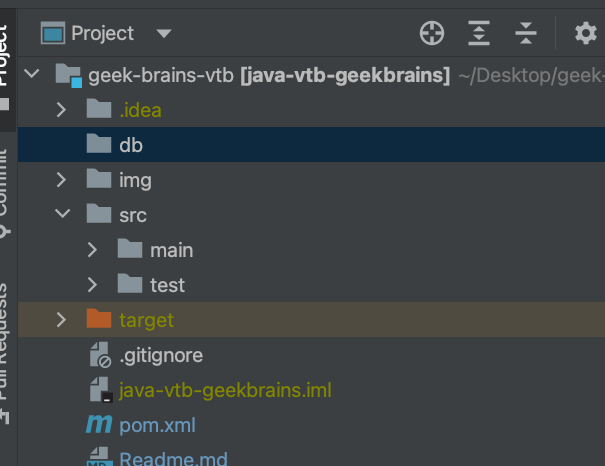 Project
Project
geek-brains-vtb [java-vtb-geekbrains] ~/Desktop/geek-
.idea
db
img
src
main
test
target
.gitignore
java-vtb-geekbrains.iml
m pom.xml
MD Readme.md
Commit
Pull Requests